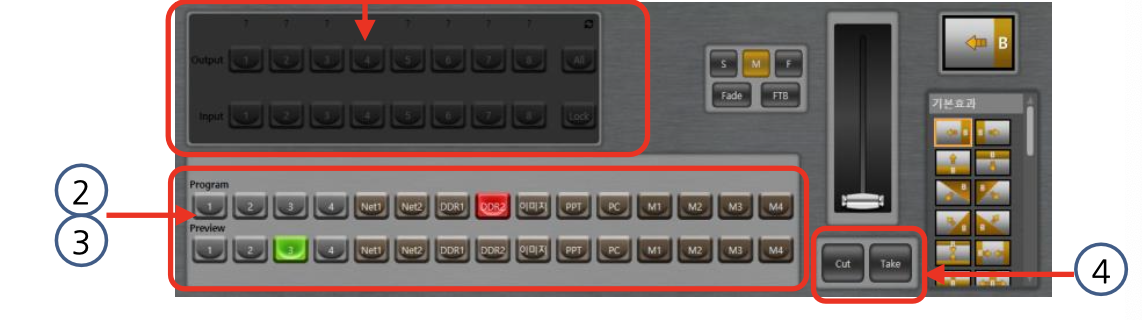 ? ? ? ? ? ? ?
Output 1 2 3 4 5 6 7 8 All
Input 1 2 3 4 5 6 7 8 Lock
S M F
Fade FTB
B
기본효과
2
3
Program
1 2 3 4 Net1 Net2 DDR1 DDR2 이미지 PPT PC M1 M2 M3 M4
Preview
1 2 3 4 Net1 Net2 DDR1 DDR2 이미지 PPT PC M1 M2 M3 M4
Cut Take
4